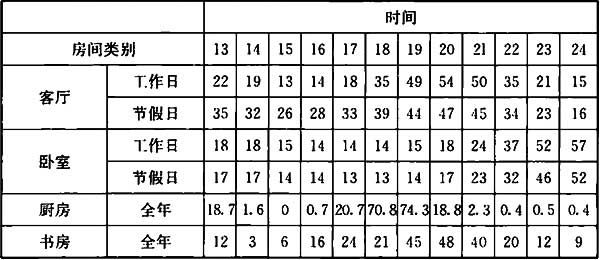 时间
房间类别 13 14 15 16 17 18 19 20 21 22 23 24
客厅 工作日 22 19 13 14 18 35 49 54 50 35 21 15
节假日 35 32 26 28 33 39 44 47 45 34 23 16
卧室 工作日 18 18 15 14 14 14 15 18 24 37 52 57
节假日 17 17 14 14 13 13 14 17 23 32 46 52
厨房 全年 18.7 1.6 0 0.7 20.7 70.8 74.3 18.8 2.3 0.4 0.5 0.4
书房 全年 12 3 6 16 24 21 45 48 40 20 12 9